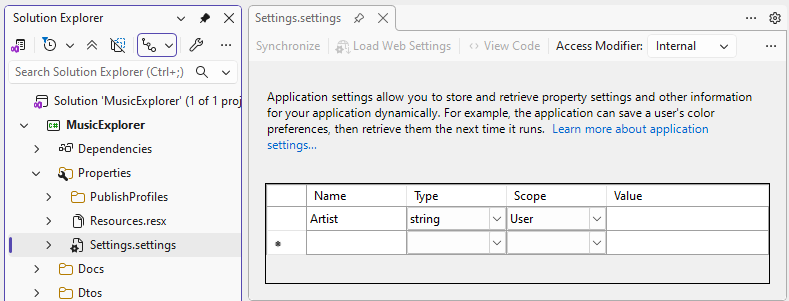 Solution Explorer
Search Solution Explorer (Ctrl+;)
Solution 'MusicExplorer' (1 of 1 proj
C# MusicExplorer
Dependencies
Properties
PublishProfiles
Resources.resx
Settings.settings
Docs
Dtos
Settings.settings
Synchronize Load Web Settings <> View Code Access Modifier: Internal
Application settings allow you to store and retrieve property settings and other information
for your application dynamically. For example, the application can save a user's color
preferences, then retrieve them the next time it runs. Learn more about application
settings...
Name Type Scope Value
Artist string User